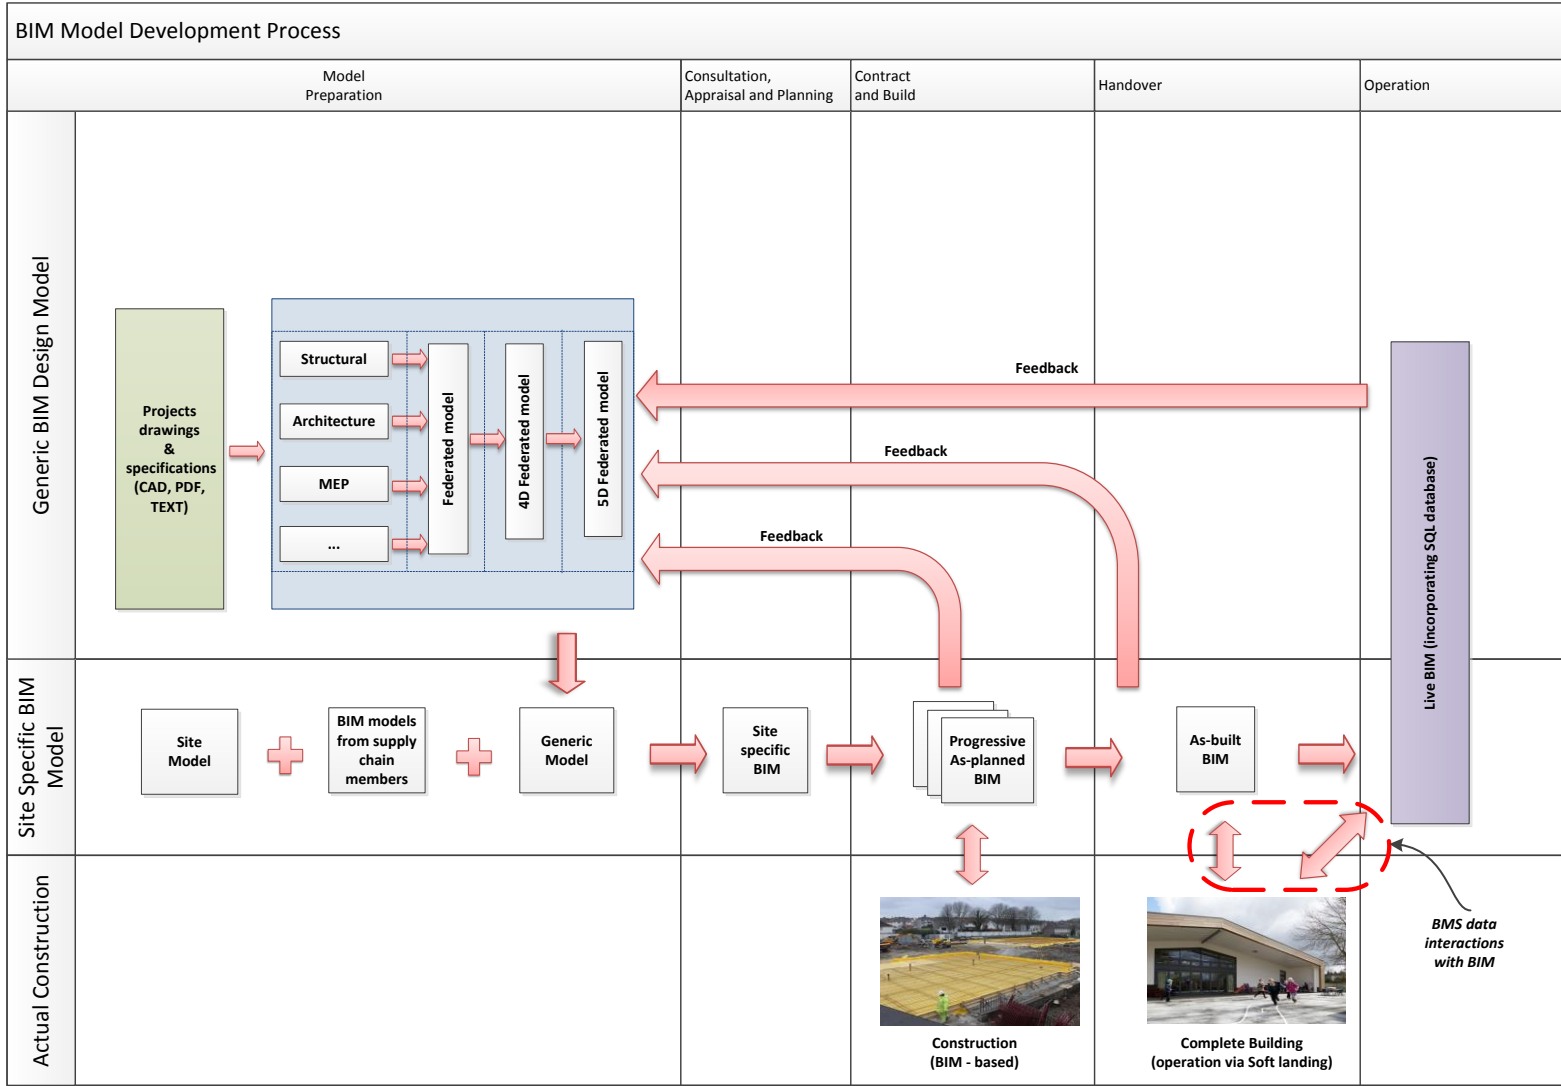 BIM Model Development Process
Model
Preparation
Consultation,
Appraisal and Planning
Contract
and Build
Handover
Operation
Generic BIM Design Model
Projects
drawings
&
specifications
(CAD, PDF,
TEXT)
Structural
Architecture
MEP
...
Federated model
4D Federated model
5D Federated model
Feedback
Feedback
Feedback
Live BIM (incorporating SQL database)
Site Specific BIM
Model
Site
Model
BIM models
from supply
chain
members
Generic
Model
Site
specific
BIM
Progressive
As-planned
BIM
As-built
BIM
Actual Construction
Construction
(BIM - based)
Complete Building
(operation via Soft landing)
BMS data
interactions
with BIM